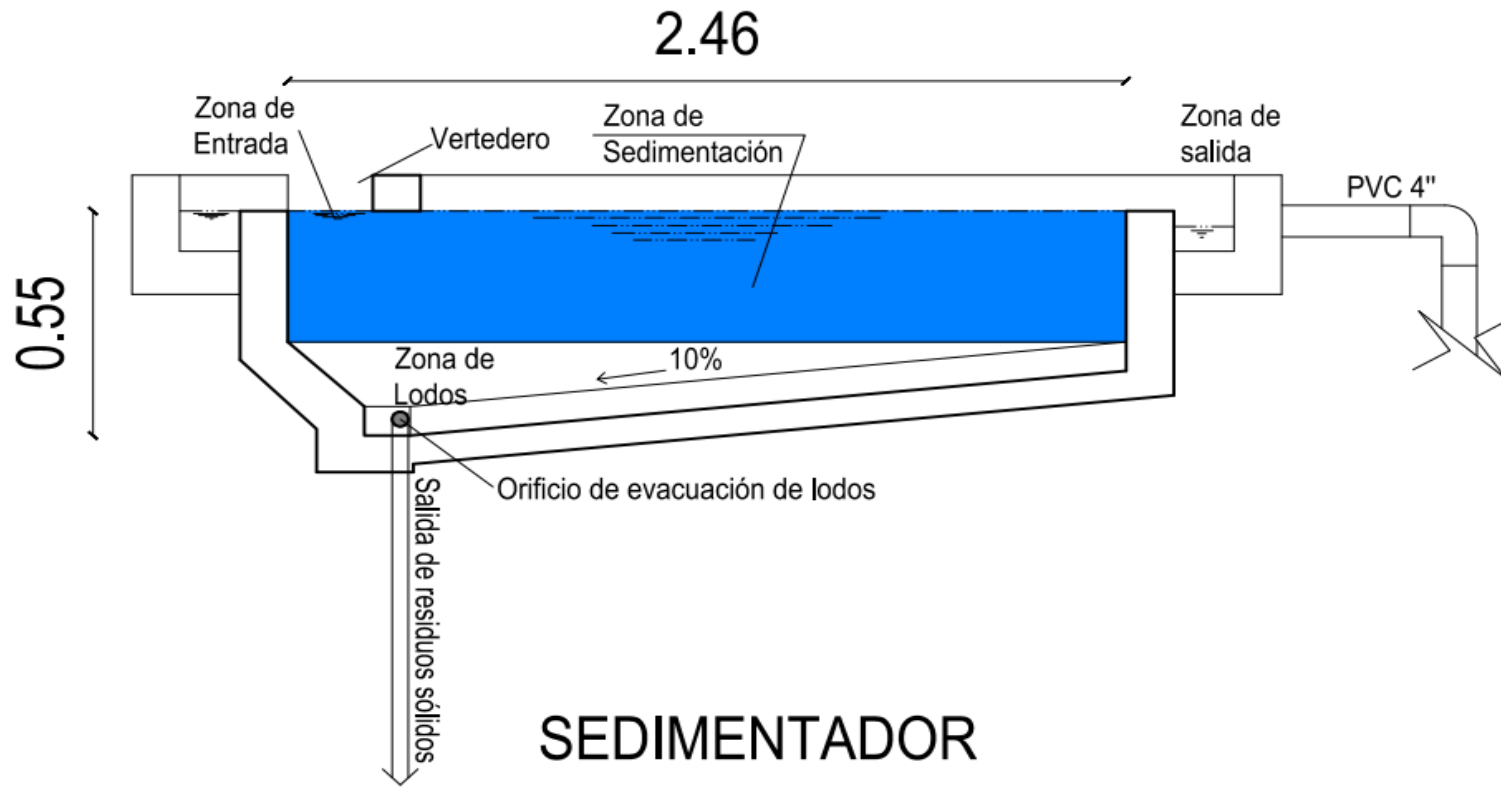 2.46
Zona de
Entrada
Vertedero
Zona de
Sedimentación
Zona de
salida
PVC 4"
0.55
Zona de
Lodos
10%
Orificio de evacuación de lodos
Salida de residuos sólidos
SEDIMENTADOR